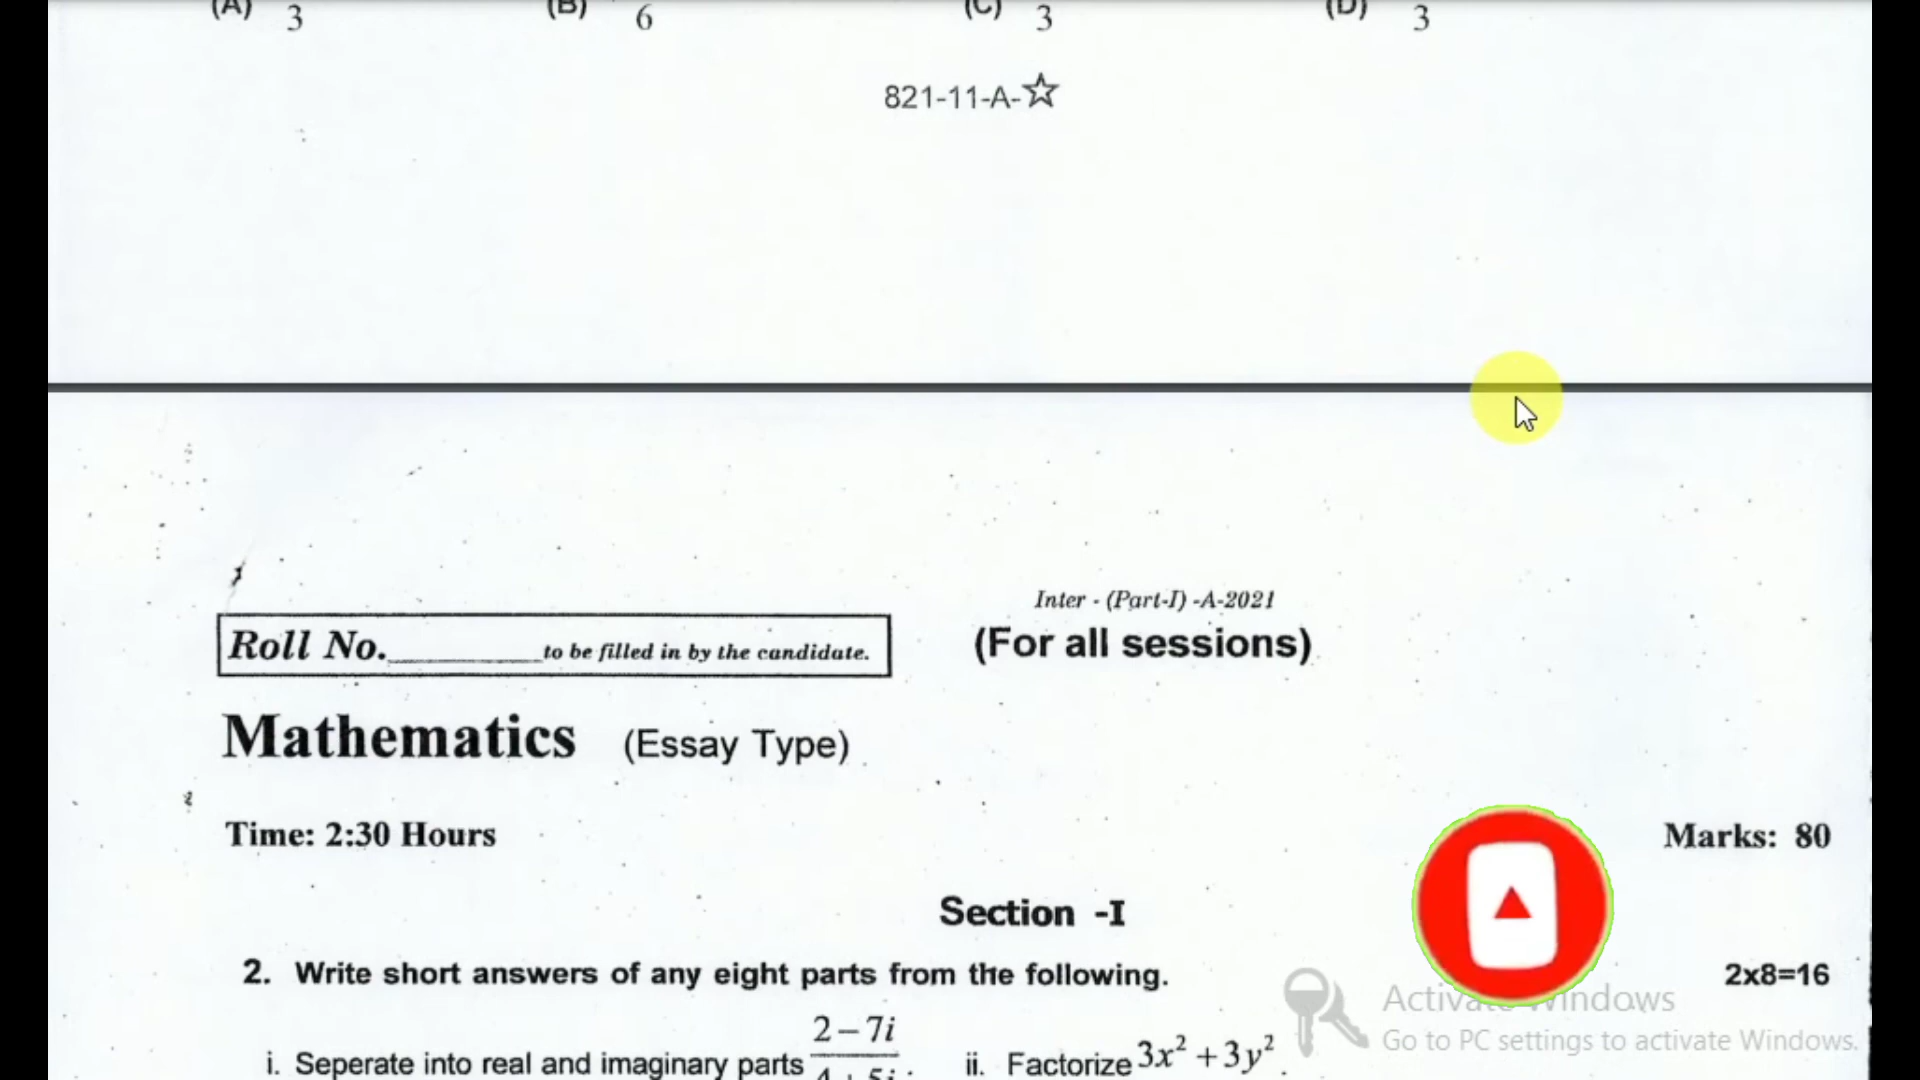 (A) 3 (B) 6 (C) 3 (D) 3
821-11-A-☆
Inter - (Part-I) -A-2021
Roll No.________ to be filled in by the candidate. (For all sessions)
Mathematics (Essay Type)
Time: 2:30 Hours Marks: 80
Section -I
2. Write short answers of any eight parts from the following. 2x8=16
i. Seperate into real and imaginary parts (2 – 7i)/(4 + 5i). ii. Factorize 3x² + 3y².
Activate Windows
Go to PC settings to activate Windows.